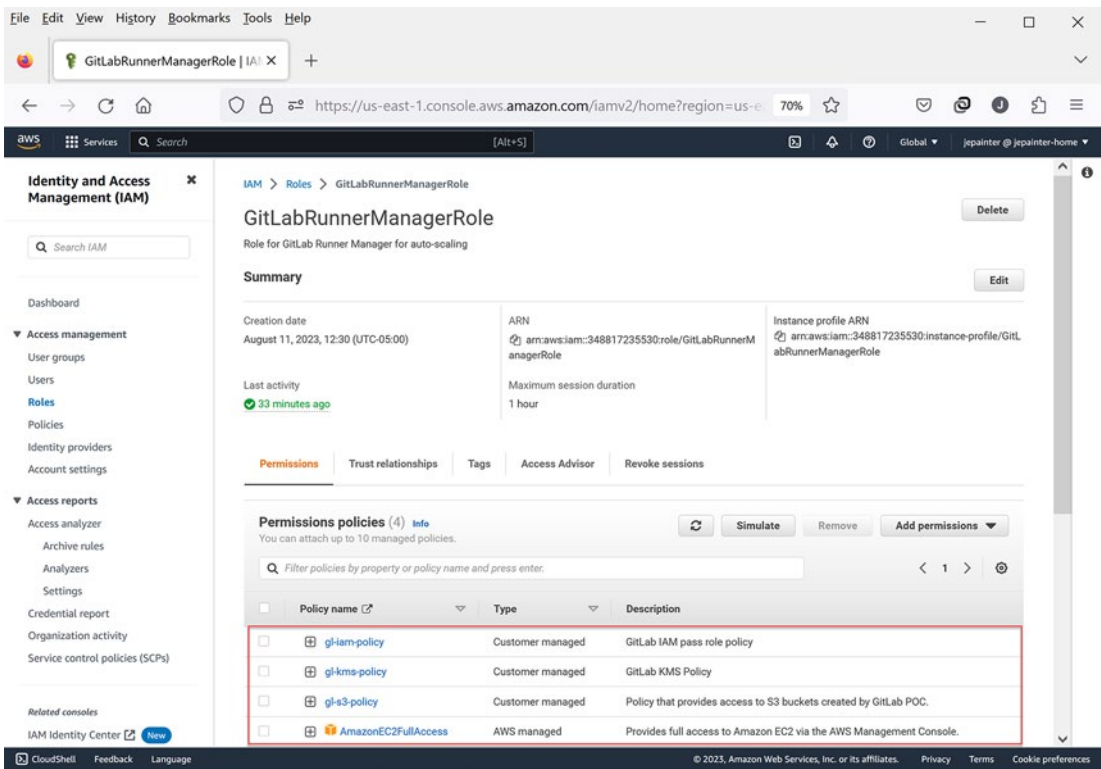 File Edit View History Bookmarks Tools Help
GitLabRunnerManagerRole | IA
https://us-east-1.console.aws.amazon.com/iamv2/home?region=us-e 70%
aws Services Search [Alt+S] Global jepainter @ jepainter-home
Identity and Access
Management (IAM)
Search IAM
Dashboard
Access management
User groups
Users
Roles
Policies
Identity providers
Account settings
Access reports
Access analyzer
Archive rules
Analyzers
Settings
Credential report
Organization activity
Service control policies (SCPs)
Related consoles
IAM Identity Center New
IAM > Roles > GitLabRunnerManagerRole
GitLabRunnerManagerRole
Delete
Role for GitLab Runner Manager for auto-scaling
Summary
Edit
Creation date
August 11, 2023, 12:30 (UTC-05:00)
ARN
arn:aws:iam::348817235530:role/GitLabRunnerM
anagerRole
Instance profile ARN
arn:aws:iam::348817235530:instance-profile/GitL
abRunnerManagerRole
Last activity
33 minutes ago
Maximum session duration
1 hour
Permissions Trust relationships Tags Access Advisor Revoke sessions
Permissions policies (4) Info
You can attach up to 10 managed policies.
Simulate Remove Add permissions
Filter policies by property or policy name and press enter.
< 1 >
Policy name Type Description
gl-iam-policy Customer managed GitLab IAM pass role policy
gl-kms-policy Customer managed GitLab KMS Policy
gl-s3-policy Customer managed Policy that provides access to S3 buckets created by GitLab POC.
AmazonEC2FullAccess AWS managed Provides full access to Amazon EC2 via the AWS Management Console.
CloudShell Feedback Language © 2023, Amazon Web Services, Inc. or its affiliates. Privacy Terms Cookie preferences